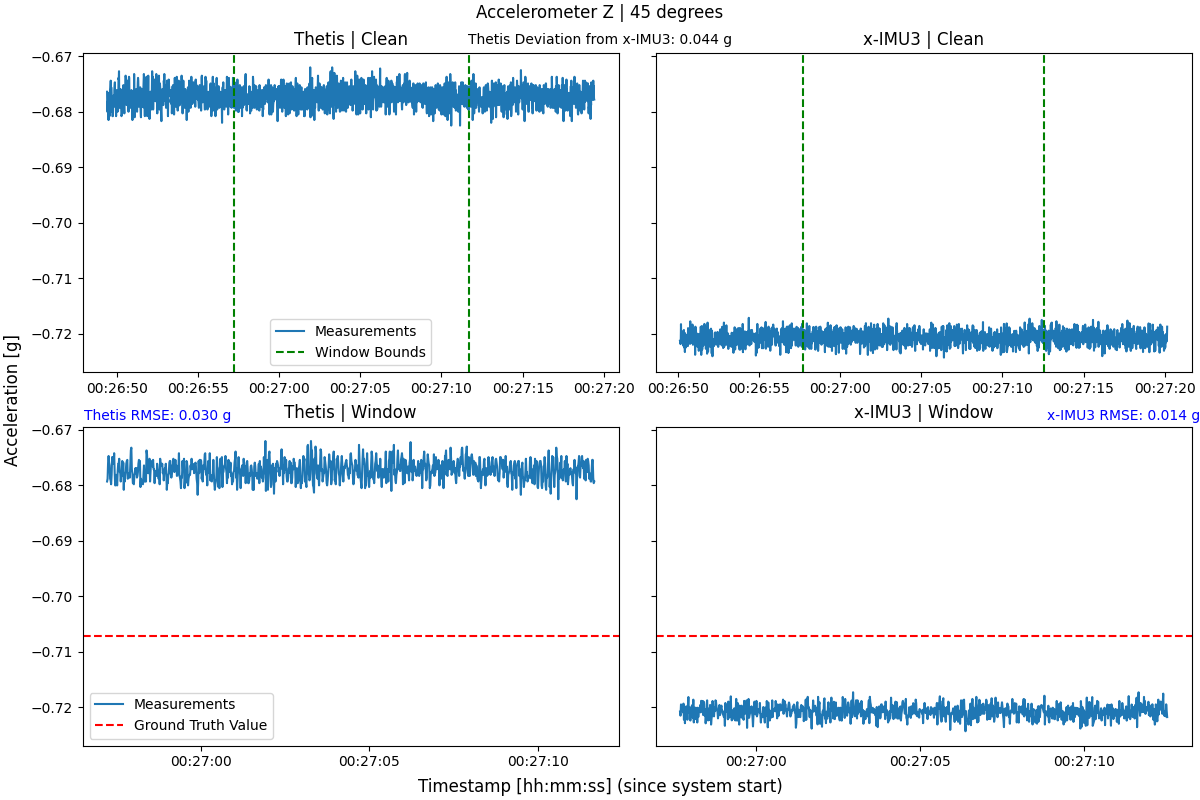 Accelerometer Z | 45 degrees
Thetis | Clean
Thetis Deviation from x-IMU3: 0.044 g
x-IMU3 | Clean
−0.67
−0.68
−0.69
−0.70
−0.71
−0.72
Measurements
Window Bounds
00:26:50 00:26:55 00:27:00 00:27:05 00:27:10 00:27:15 00:27:20
00:26:50 00:26:55 00:27:00 00:27:05 00:27:10 00:27:15 00:27:20
Acceleration [g]
Thetis RMSE: 0.030 g
Thetis | Window
x-IMU3 | Window
x-IMU3 RMSE: 0.014 g
−0.67
−0.68
−0.69
−0.70
−0.71
−0.72
Measurements
Ground Truth Value
00:27:00 00:27:05 00:27:10
00:27:00 00:27:05 00:27:10
Timestamp [hh:mm:ss] (since system start)